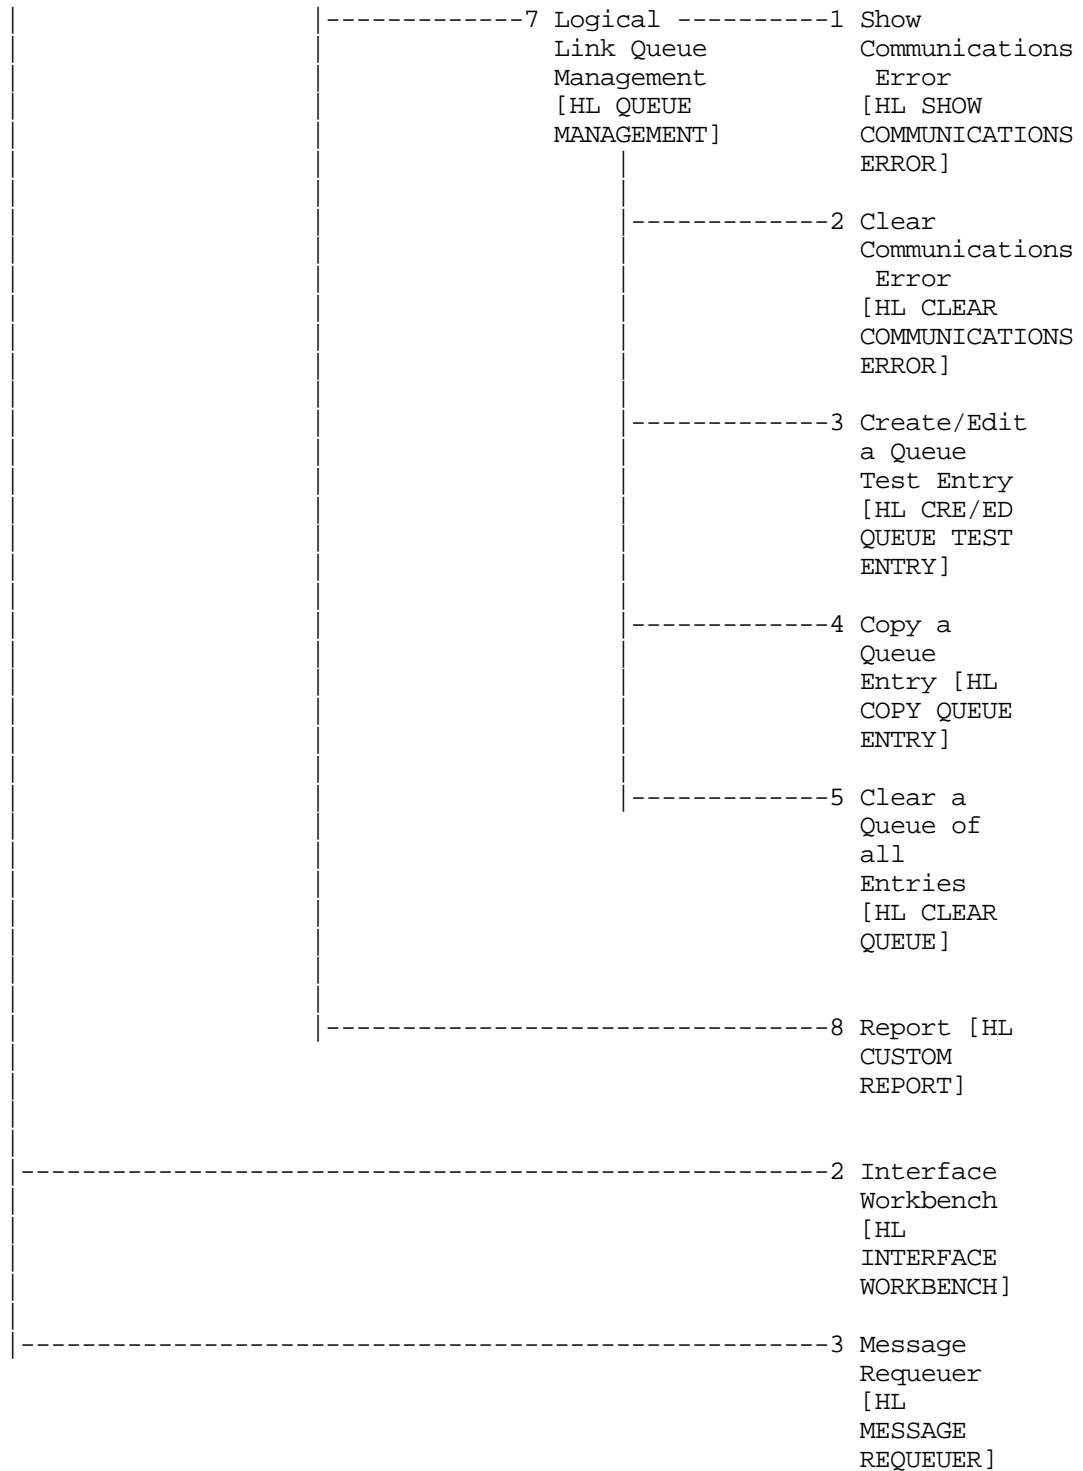 |-------------7 Logical ----------1 Show
Link Queue Communications
Management Error
[HL QUEUE [HL SHOW
MANAGEMENT] COMMUNICATIONS
ERROR]
|-------------2 Clear
Communications
Error
[HL CLEAR
COMMUNICATIONS
ERROR]
|-------------3 Create/Edit
a Queue
Test Entry
[HL CRE/ED
QUEUE TEST
ENTRY]
|-------------4 Copy a
Queue
Entry [HL
COPY QUEUE
ENTRY]
|-------------5 Clear a
Queue of
all
Entries
[HL CLEAR
QUEUE]
|---------------------------------8 Report [HL
CUSTOM
REPORT]
|-----------------------------------------------------2 Interface
Workbench
[HL
INTERFACE
WORKBENCH]
|-----------------------------------------------------3 Message
Requeuer
[HL
MESSAGE
REQUEUER]